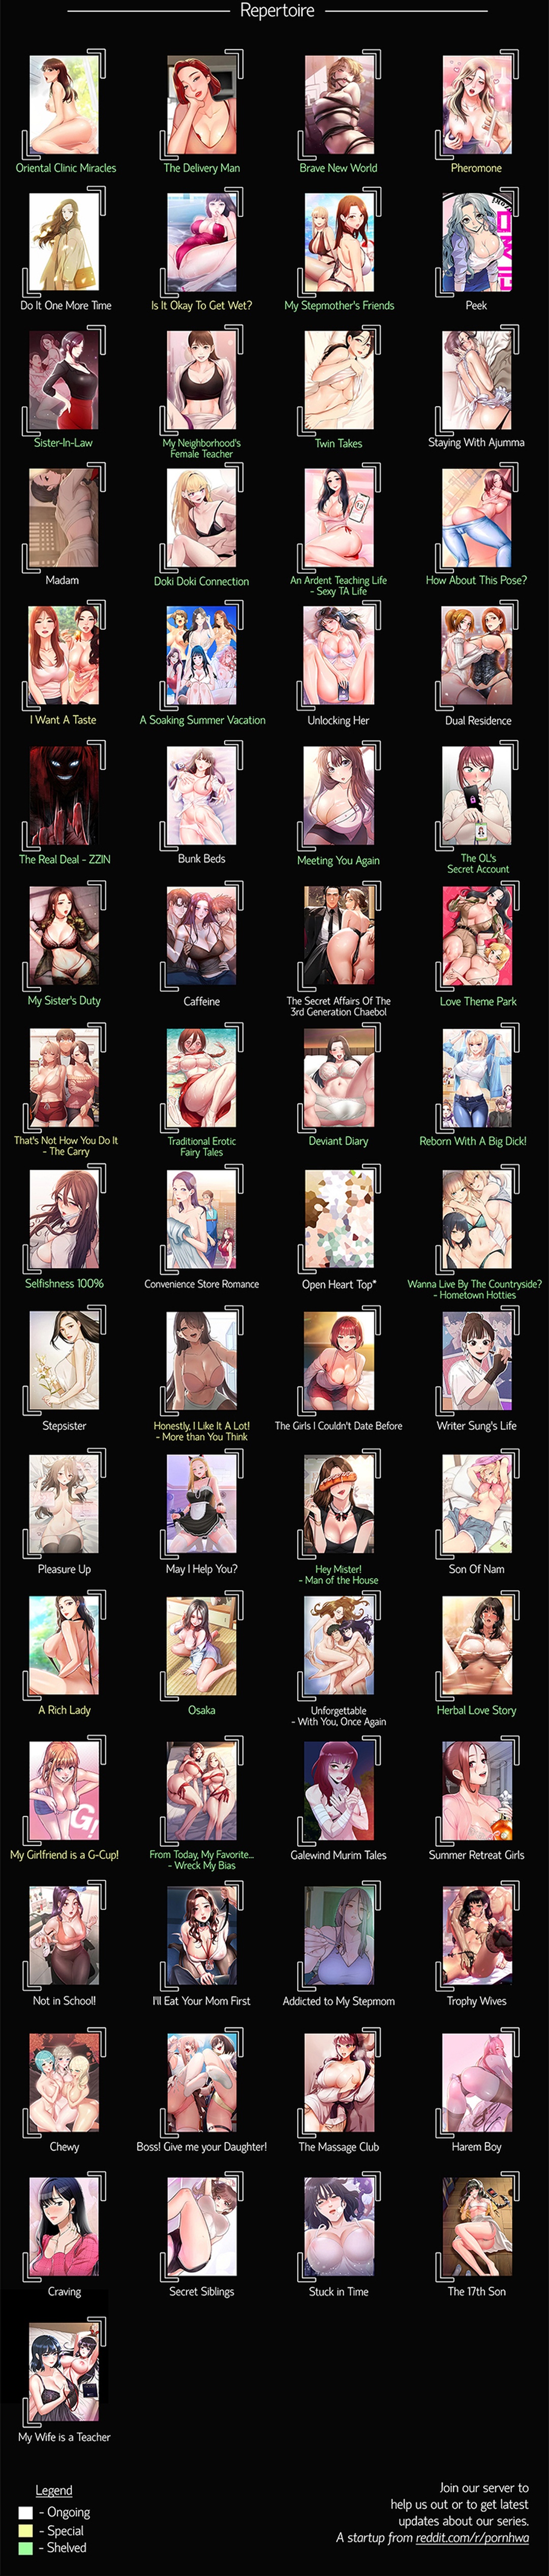 Repertoire
Oriental Clinic Miracles
The Delivery Man
Brave New World
Pheromone
Do It One More Time
Is It Okay To Get Wet?
My Stepmother's Friends
Peek
Sister-In-Law
My Neighborhood's
Female Teacher
Twin Takes
Staying With Ajumma
Madam
Doki Doki Connection
An Ardent Teaching Life
- Sexy TA Life
How About This Pose?
I Want A Taste
A Soaking Summer Vacation
Unlocking Her
Dual Residence
The Real Deal - ZZIN
Bunk Beds
Meeting You Again
The OL's
Secret Account
My Sister's Duty
Caffeine
The Secret Affairs Of The
3rd Generation Chaebol
Love Theme Park
That's Not How You Do It
- The Carry
Traditional Erotic
Fairy Tales
Deviant Diary
Reborn With A Big Dick!
Selfishness 100%
Convenience Store Romance
Open Heart Top*
Wanna Live By The Countryside?
- Hometown Hotties
Stepsister
Honestly, I Like It A Lot!
- More than You Think
The Girls I Couldn't Date Before
Writer Sung's Life
Pleasure Up
May I Help You?
Hey Mister!
- Man of the House
Son Of Nam
A Rich Lady
Osaka
Unforgettable
- With You, Once Again
Herbal Love Story
G!
My Girlfriend is a G-Cup!
From Today, My Favorite...
- Wreck My Bias
Galewind Murim Tales
Summer Retreat Girls
Not in School!
I'll Eat Your Mom First
Addicted to My Stepmom
Trophy Wives
Chewy
Boss! Give me your Daughter!
The Massage Club
Harem Boy
Craving
Secret Siblings
Stuck in Time
The 17th Son
My Wife is a Teacher
Legend
- Ongoing
- Special
- Shelved
Join our server to
help us out or to get latest
updates about our series.
A startup from reddit.com/r/pornhwa